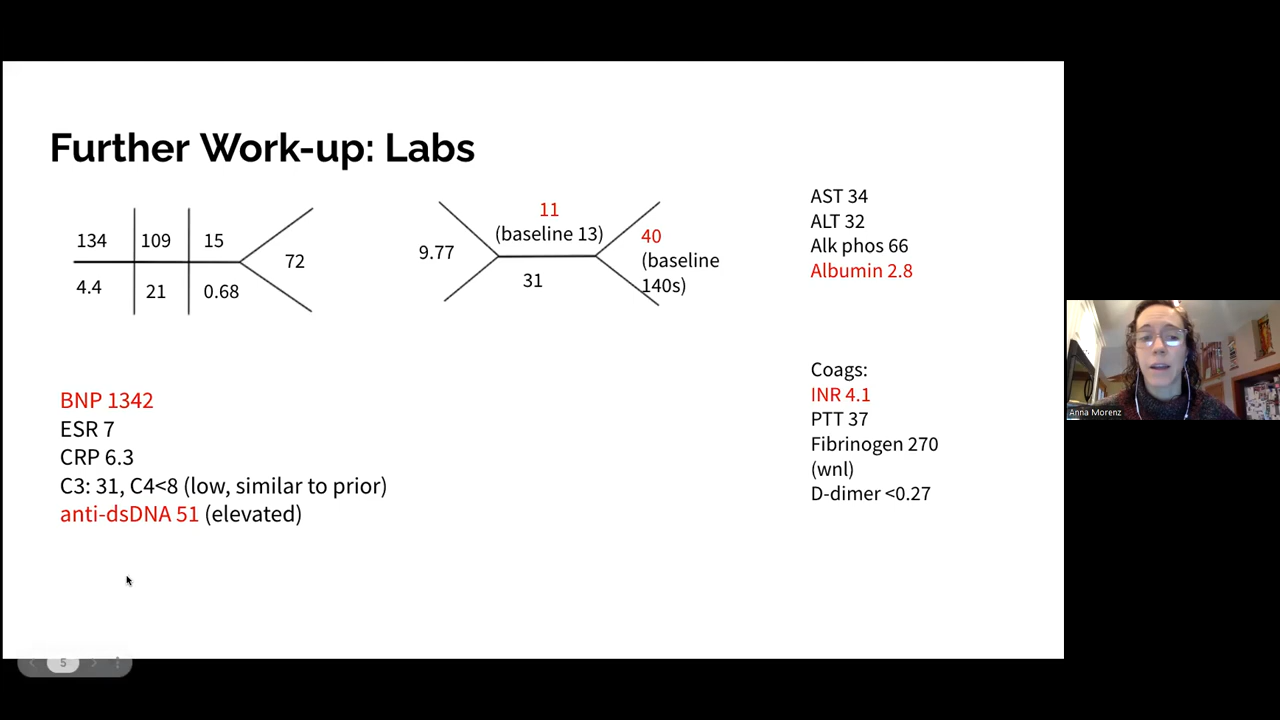 Further Work-up: Labs
134
109
15
72
4.4
21
0.68
11
(baseline 13)
9.77
40
(baseline
140s)
31
AST 34
ALT 32
Alk phos 66
Albumin 2.8
BNP 1342
ESR 7
CRP 6.3
C3: 31, C4<8 (low, similar to prior)
anti-dsDNA 51 (elevated)
Coags:
INR 4.1
PTT 37
Fibrinogen 270
(wnl)
D-dimer <0.27
Anna Morenz
5